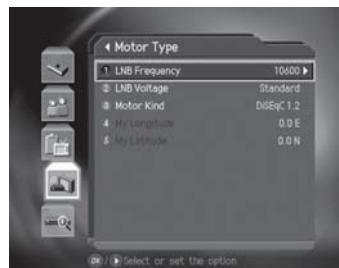 Motor Type
1 LNB Frequency 10600
2 LNB Voltage Standard
3 Motor Kind DiSEqC 1.2
4 My Longitude 0.0 E
5 My Latitude 0.0 N
OK / Select or set the option